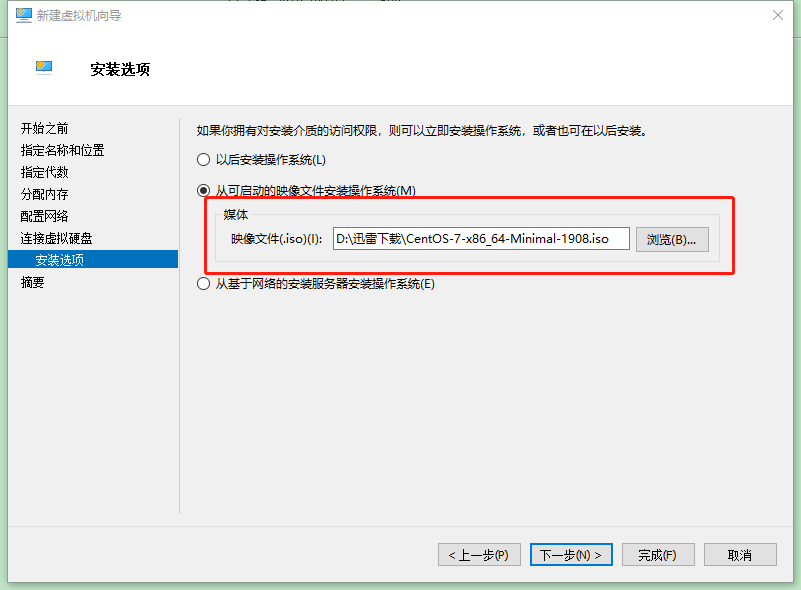 新建虚拟机向导
安装选项
开始之前
指定名称和位置
指定代数
分配内存
配置网络
连接虚拟硬盘
安装选项
摘要
如果你拥有对安装介质的访问权限，则可以立即安装操作系统，或者也可在以后安装。
以后安装操作系统(L)
从可启动的映像文件安装操作系统(M)
媒体
映像文件(.iso)(I): D:\迅雷下载\CentOS-7-x86_64-Minimal-1908.iso 浏览(B)...
从基于网络的安装服务器安装操作系统(E)
< 上一步(P) 下一步(N) > 完成(F) 取消